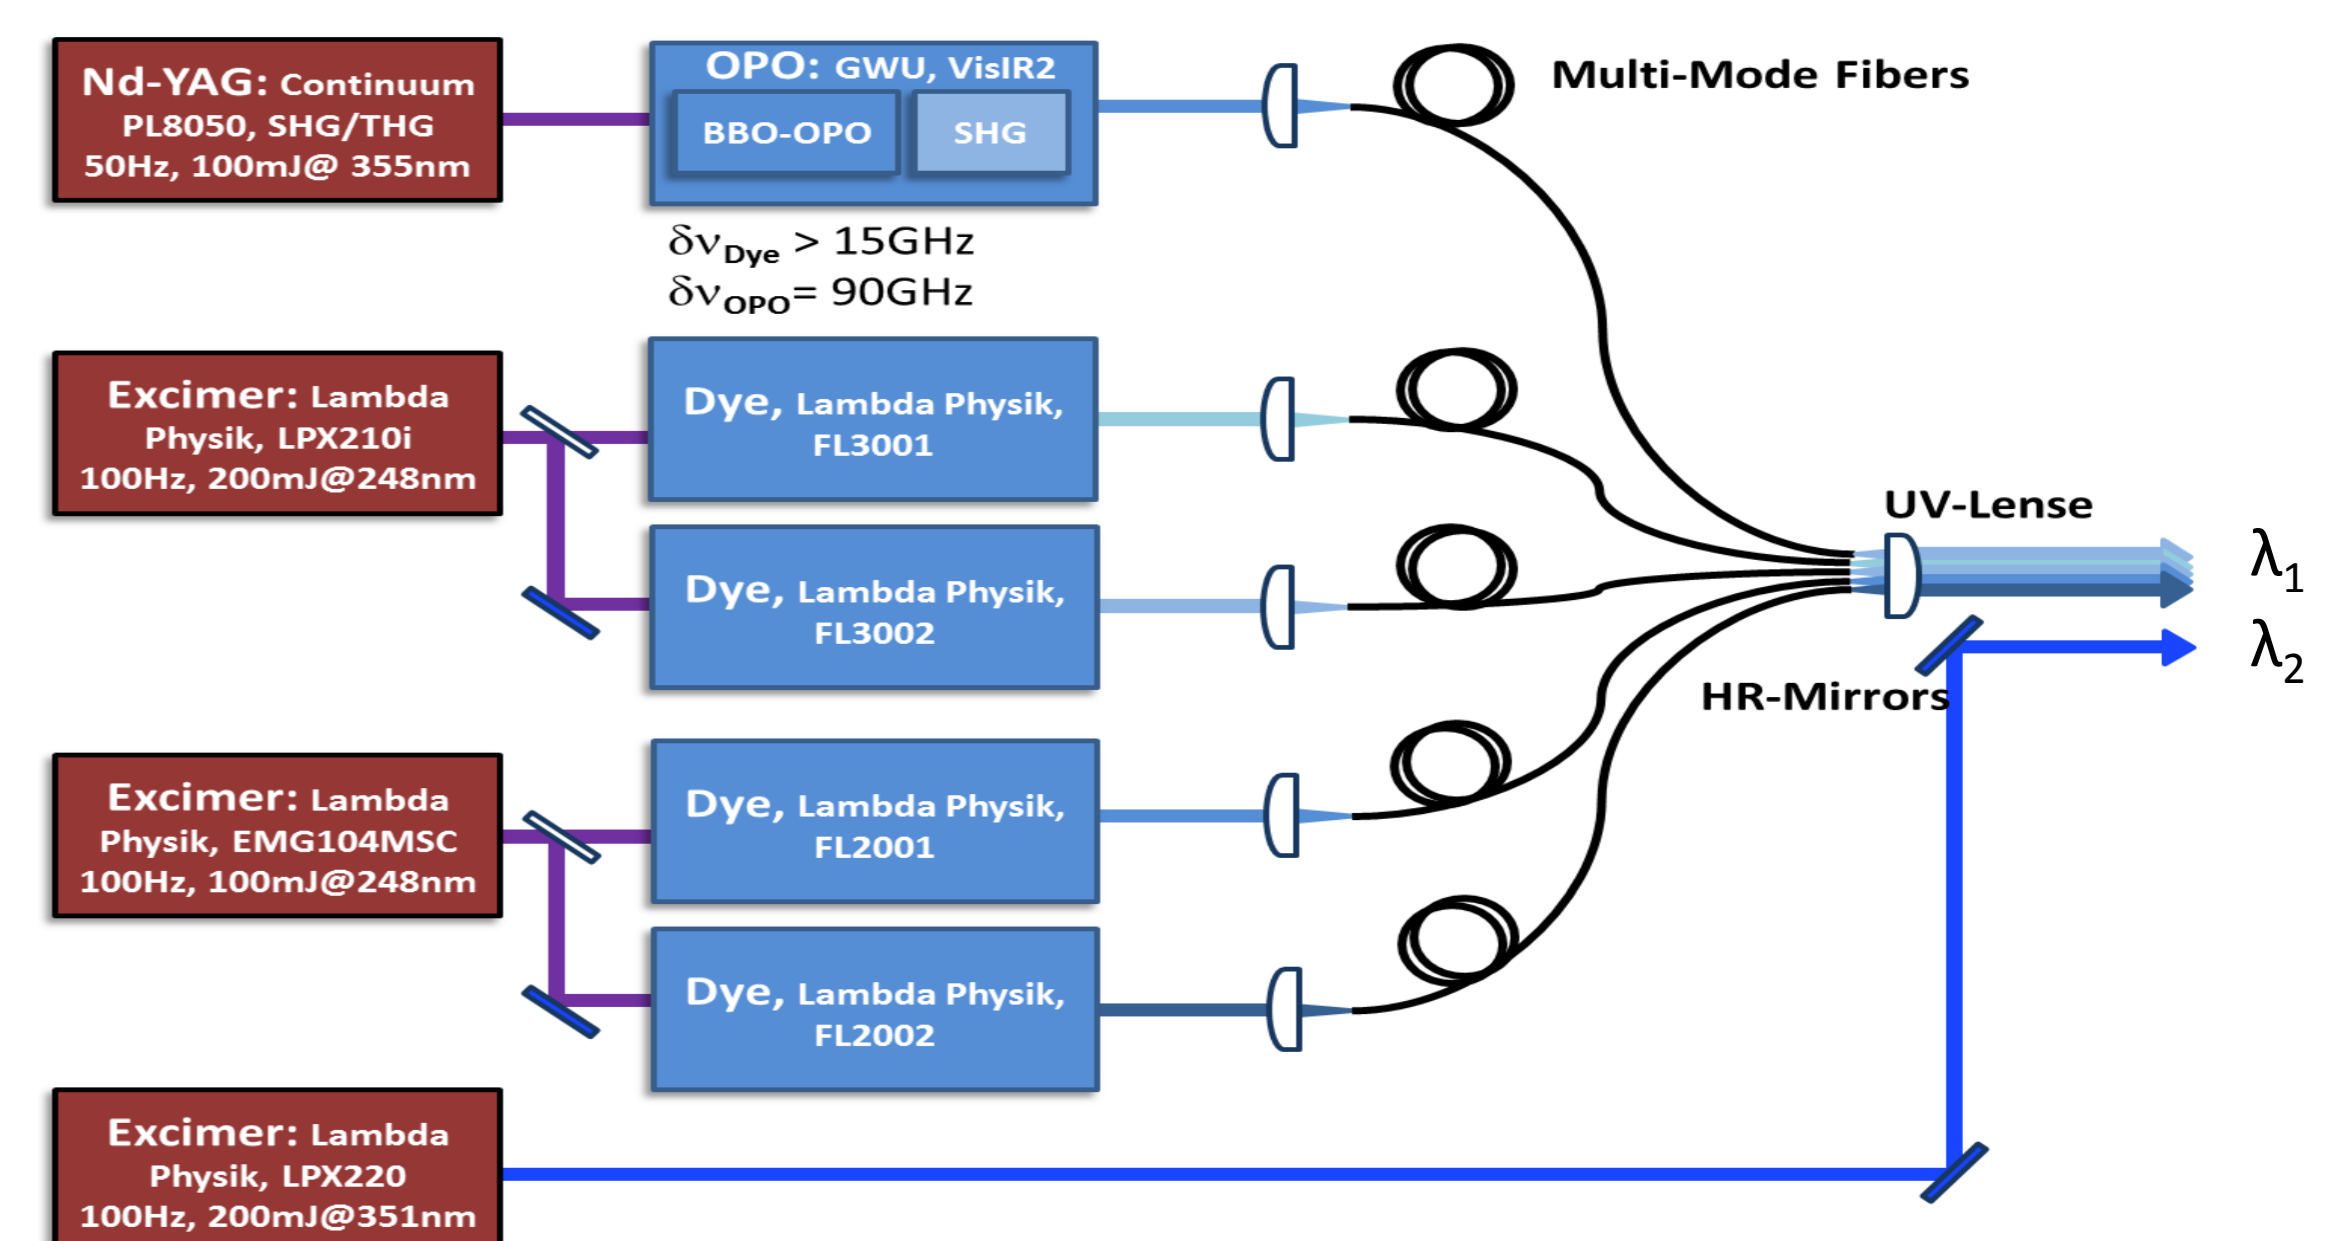 Nd-YAG: Continuum
PL8050, SHG/THG
50Hz, 100mJ@ 355nm
OPO: GWU, VisIR2
BBO-OPO
SHG
Multi-Mode Fibers
δν_Dye > 15GHz
δν_OPO= 90GHz
Excimer: Lambda
Physik, LPX210i
100Hz, 200mJ@248nm
Dye, Lambda Physik,
FL3001
Dye, Lambda Physik,
FL3002
UV-Lense
λ₁
λ₂
HR-Mirrors
Excimer: Lambda
Physik, EMG104MSC
100Hz, 100mJ@248nm
Dye, Lambda Physik,
FL2001
Dye, Lambda Physik,
FL2002
Excimer: Lambda
Physik, LPX220
100Hz, 200mJ@351nm